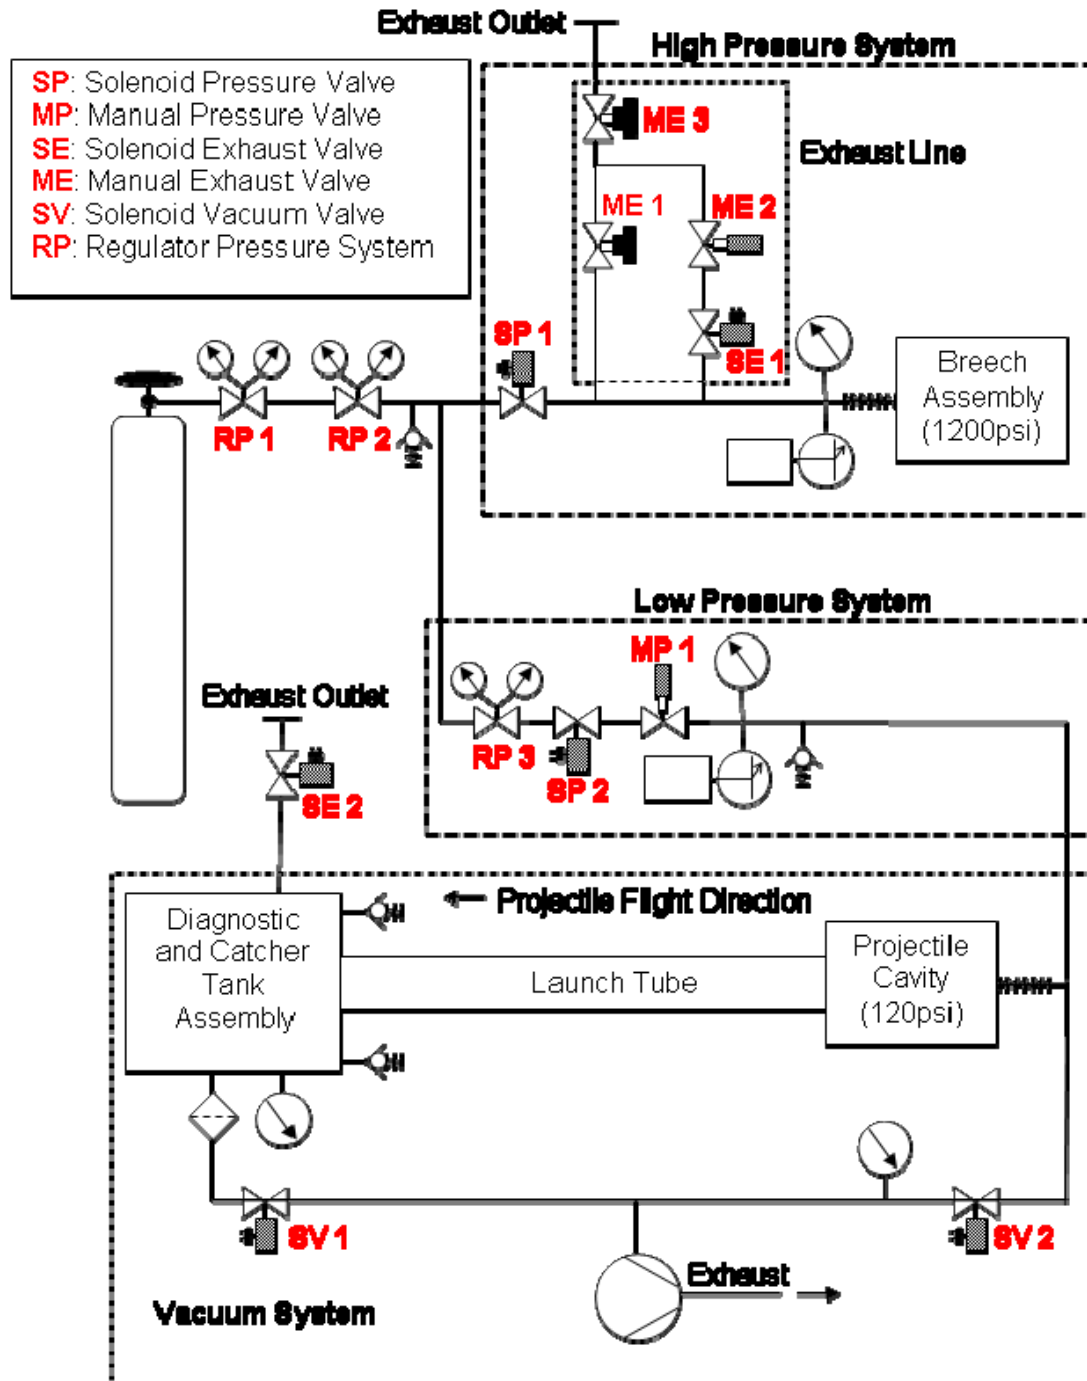 Exhaust Outlet
High Pressure System
SP: Solenoid Pressure Valve
MP: Manual Pressure Valve
SE: Solenoid Exhaust Valve
ME: Manual Exhaust Valve
SV: Solenoid Vacuum Valve
RP: Regulator Pressure System
ME 3
Exhaust Line
ME 1
ME 2
SP 1
SE 1
Breech
Assembly
(1200psi)
RP 1
RP 2
Low Pressure System
MP 1
Exhaust Outlet
RP 3
SP 2
SE 2
Projectile Flight Direction
Diagnostic
and Catcher
Tank
Assembly
Launch Tube
Projectile
Cavity
(120psi)
SV 1
SV 2
Exhaust
Vacuum System